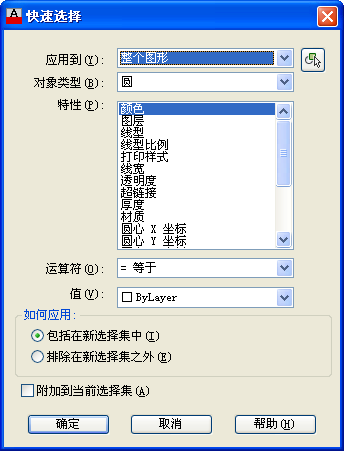 快速选择
应用到(Y): 整个图形
对象类型(B): 圆
特性(P): 颜色
图层
线型
线型比例
打印样式
线宽
透明度
超链接
厚度
材质
圆心 X 坐标
圆心 Y 坐标
运算符(O): = 等于
值(V): ByLayer
如何应用:
包括在新选择集中(I)
排除在新选择集之外(E)
附加到当前选择集(A)
确定 取消 帮助(H)